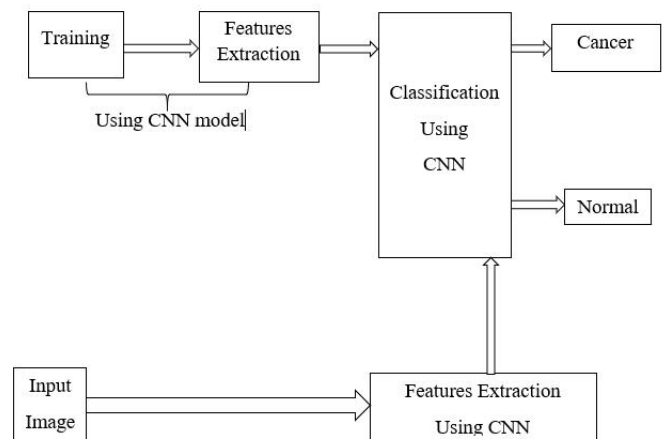 Training
Features
Extraction
Using CNN model
Classification
Using
CNN
Cancer
Normal
Input
Image
Features Extraction
Using CNN